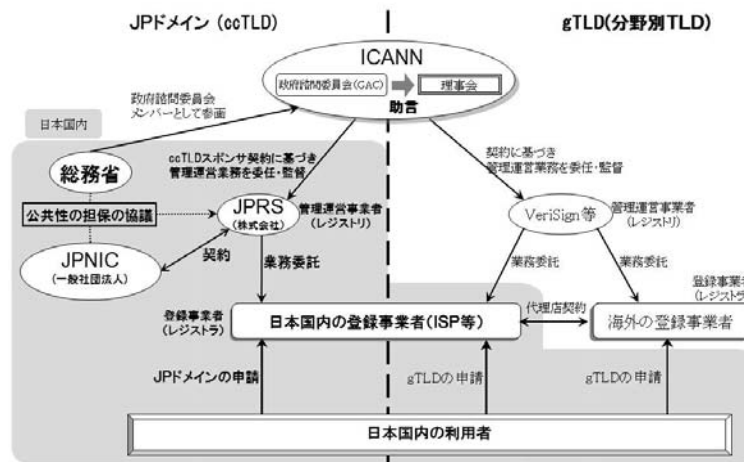 JPドメイン (ccTLD)
gTLD(分野別TLD)
ICANN
政府諮問委員会(GAC)
理事会
助言
政府諮問委員会
メンバーとして参画
日本国内
総務省
ccTLDスポンサ契約に基づき
管理運営業務を委任・監督
契約に基づき
管理運営業務を委任・監督
公共性の担保の協議
JPRS
(株式会社)
管理運営事業者
(レジストリ)
VeriSign等
管理運営事業者
(レジストリ)
JPNIC
(一般社団法人)
契約
業務委託
業務委託
業務委託
登録事業者
(レジストラ)
登録事業者
(レジストラ)
日本国内の登録事業者(ISP等)
代理店契約
海外の登録事業者
JPドメインの申請
gTLDの申請
gTLDの申請
日本国内の利用者